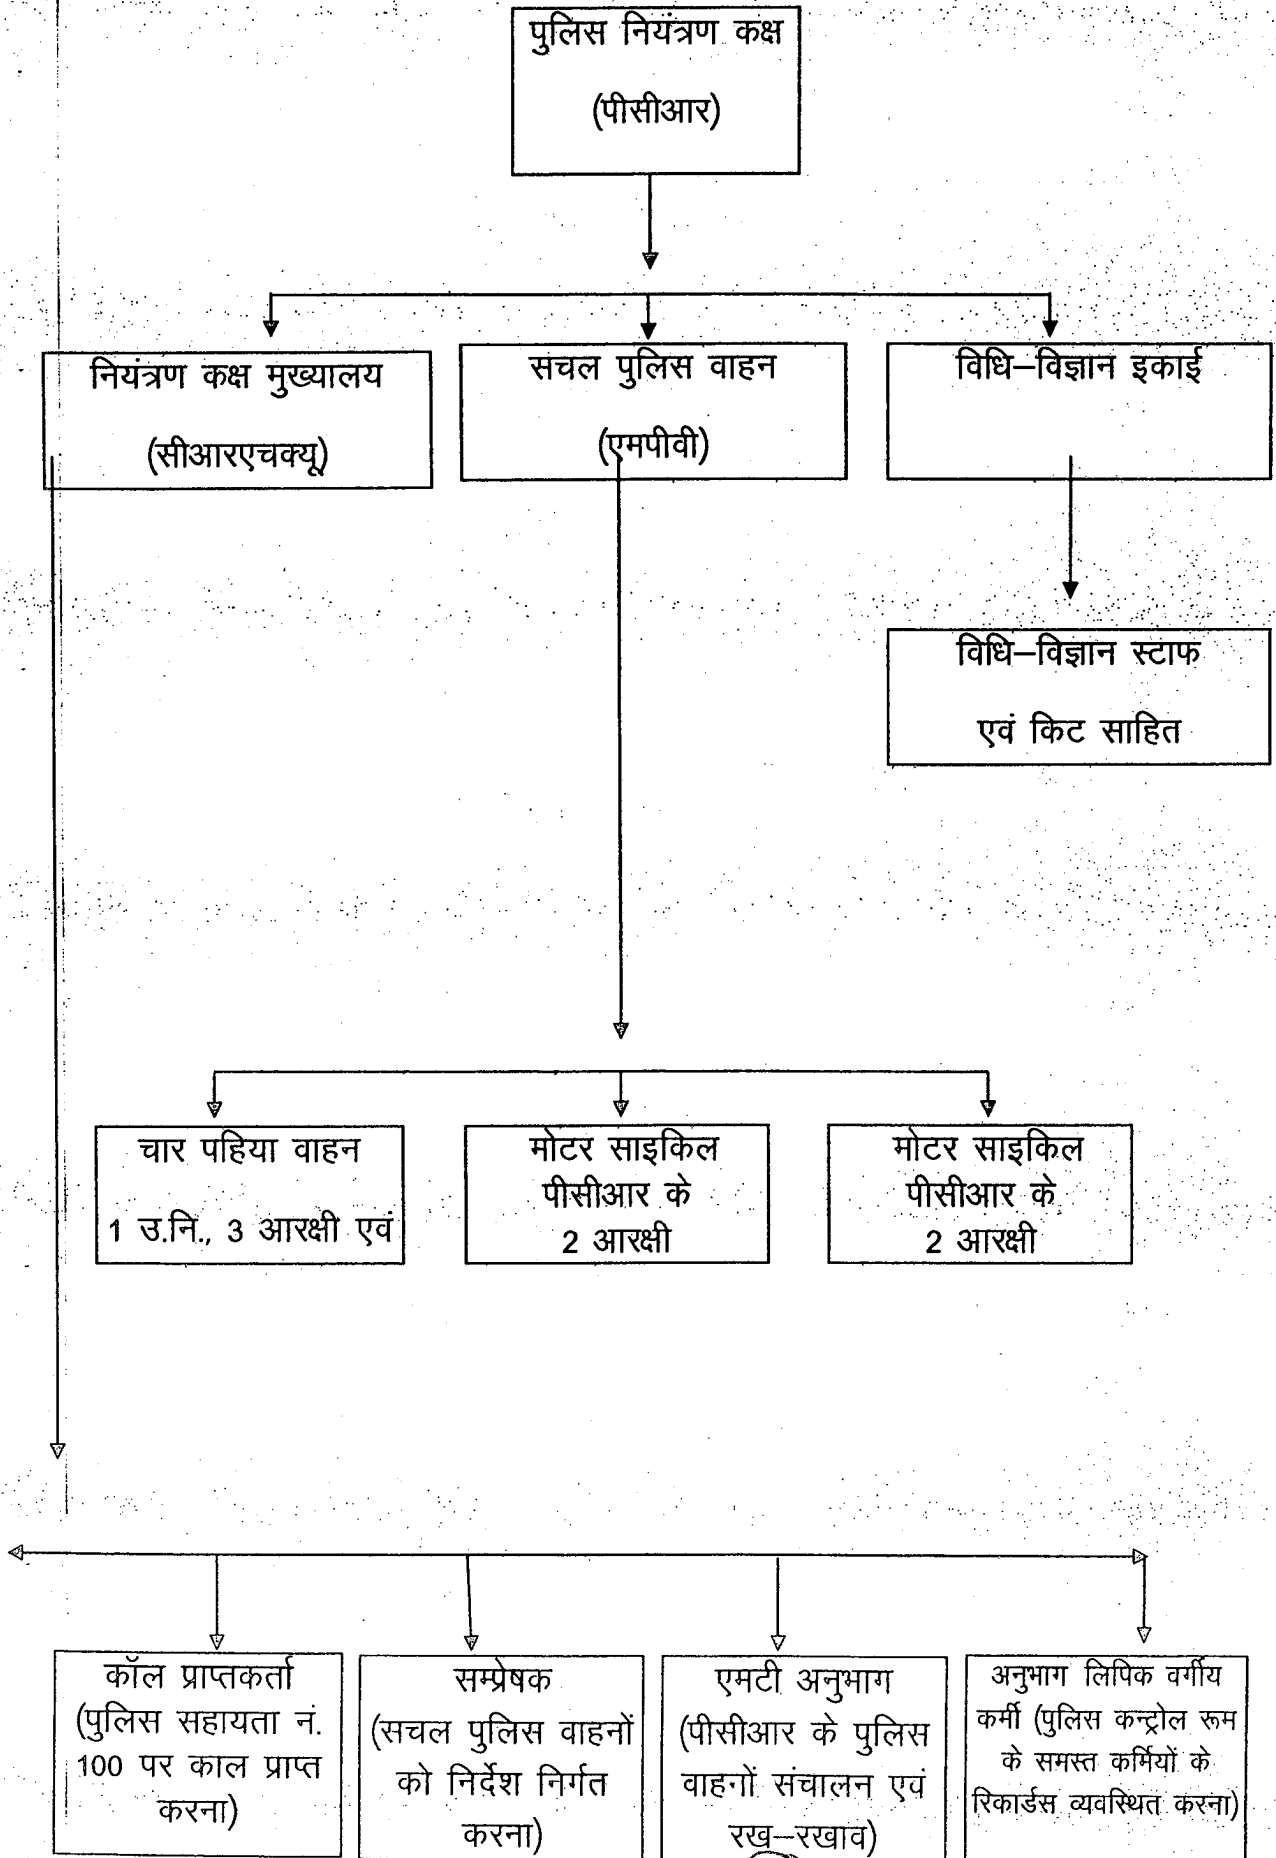 पुलिस नियंत्रण कक्ष
(पीसीआर)
नियंत्रण कक्ष मुख्यालय
(सीआरएचक्यू)
सचल पुलिस वाहन
(एमपीवी)
विधि–विज्ञान इकाई
विधि–विज्ञान स्टाफ
एवं किट साहित
चार पहिया वाहन
1 उ.नि., 3 आरक्षी एवं
मोटर साइकिल
पीसीआर के
2 आरक्षी
मोटर साइकिल
पीसीआर के
2 आरक्षी
कॉल प्राप्तकर्ता
(पुलिस सहायता नं.
100 पर काल प्राप्त
करना)
सम्प्रेषक
(सचल पुलिस वाहनों
को निर्देश निर्गत
करना)
एमटी अनुभाग
(पीसीआर के पुलिस
वाहनों संचालन एवं
रख–रखाव)
अनुभाग लिपिक वर्गीय
कर्मी (पुलिस कन्ट्रोल रूम
के समस्त कर्मियों के
रिकार्डस व्यवस्थित करना)